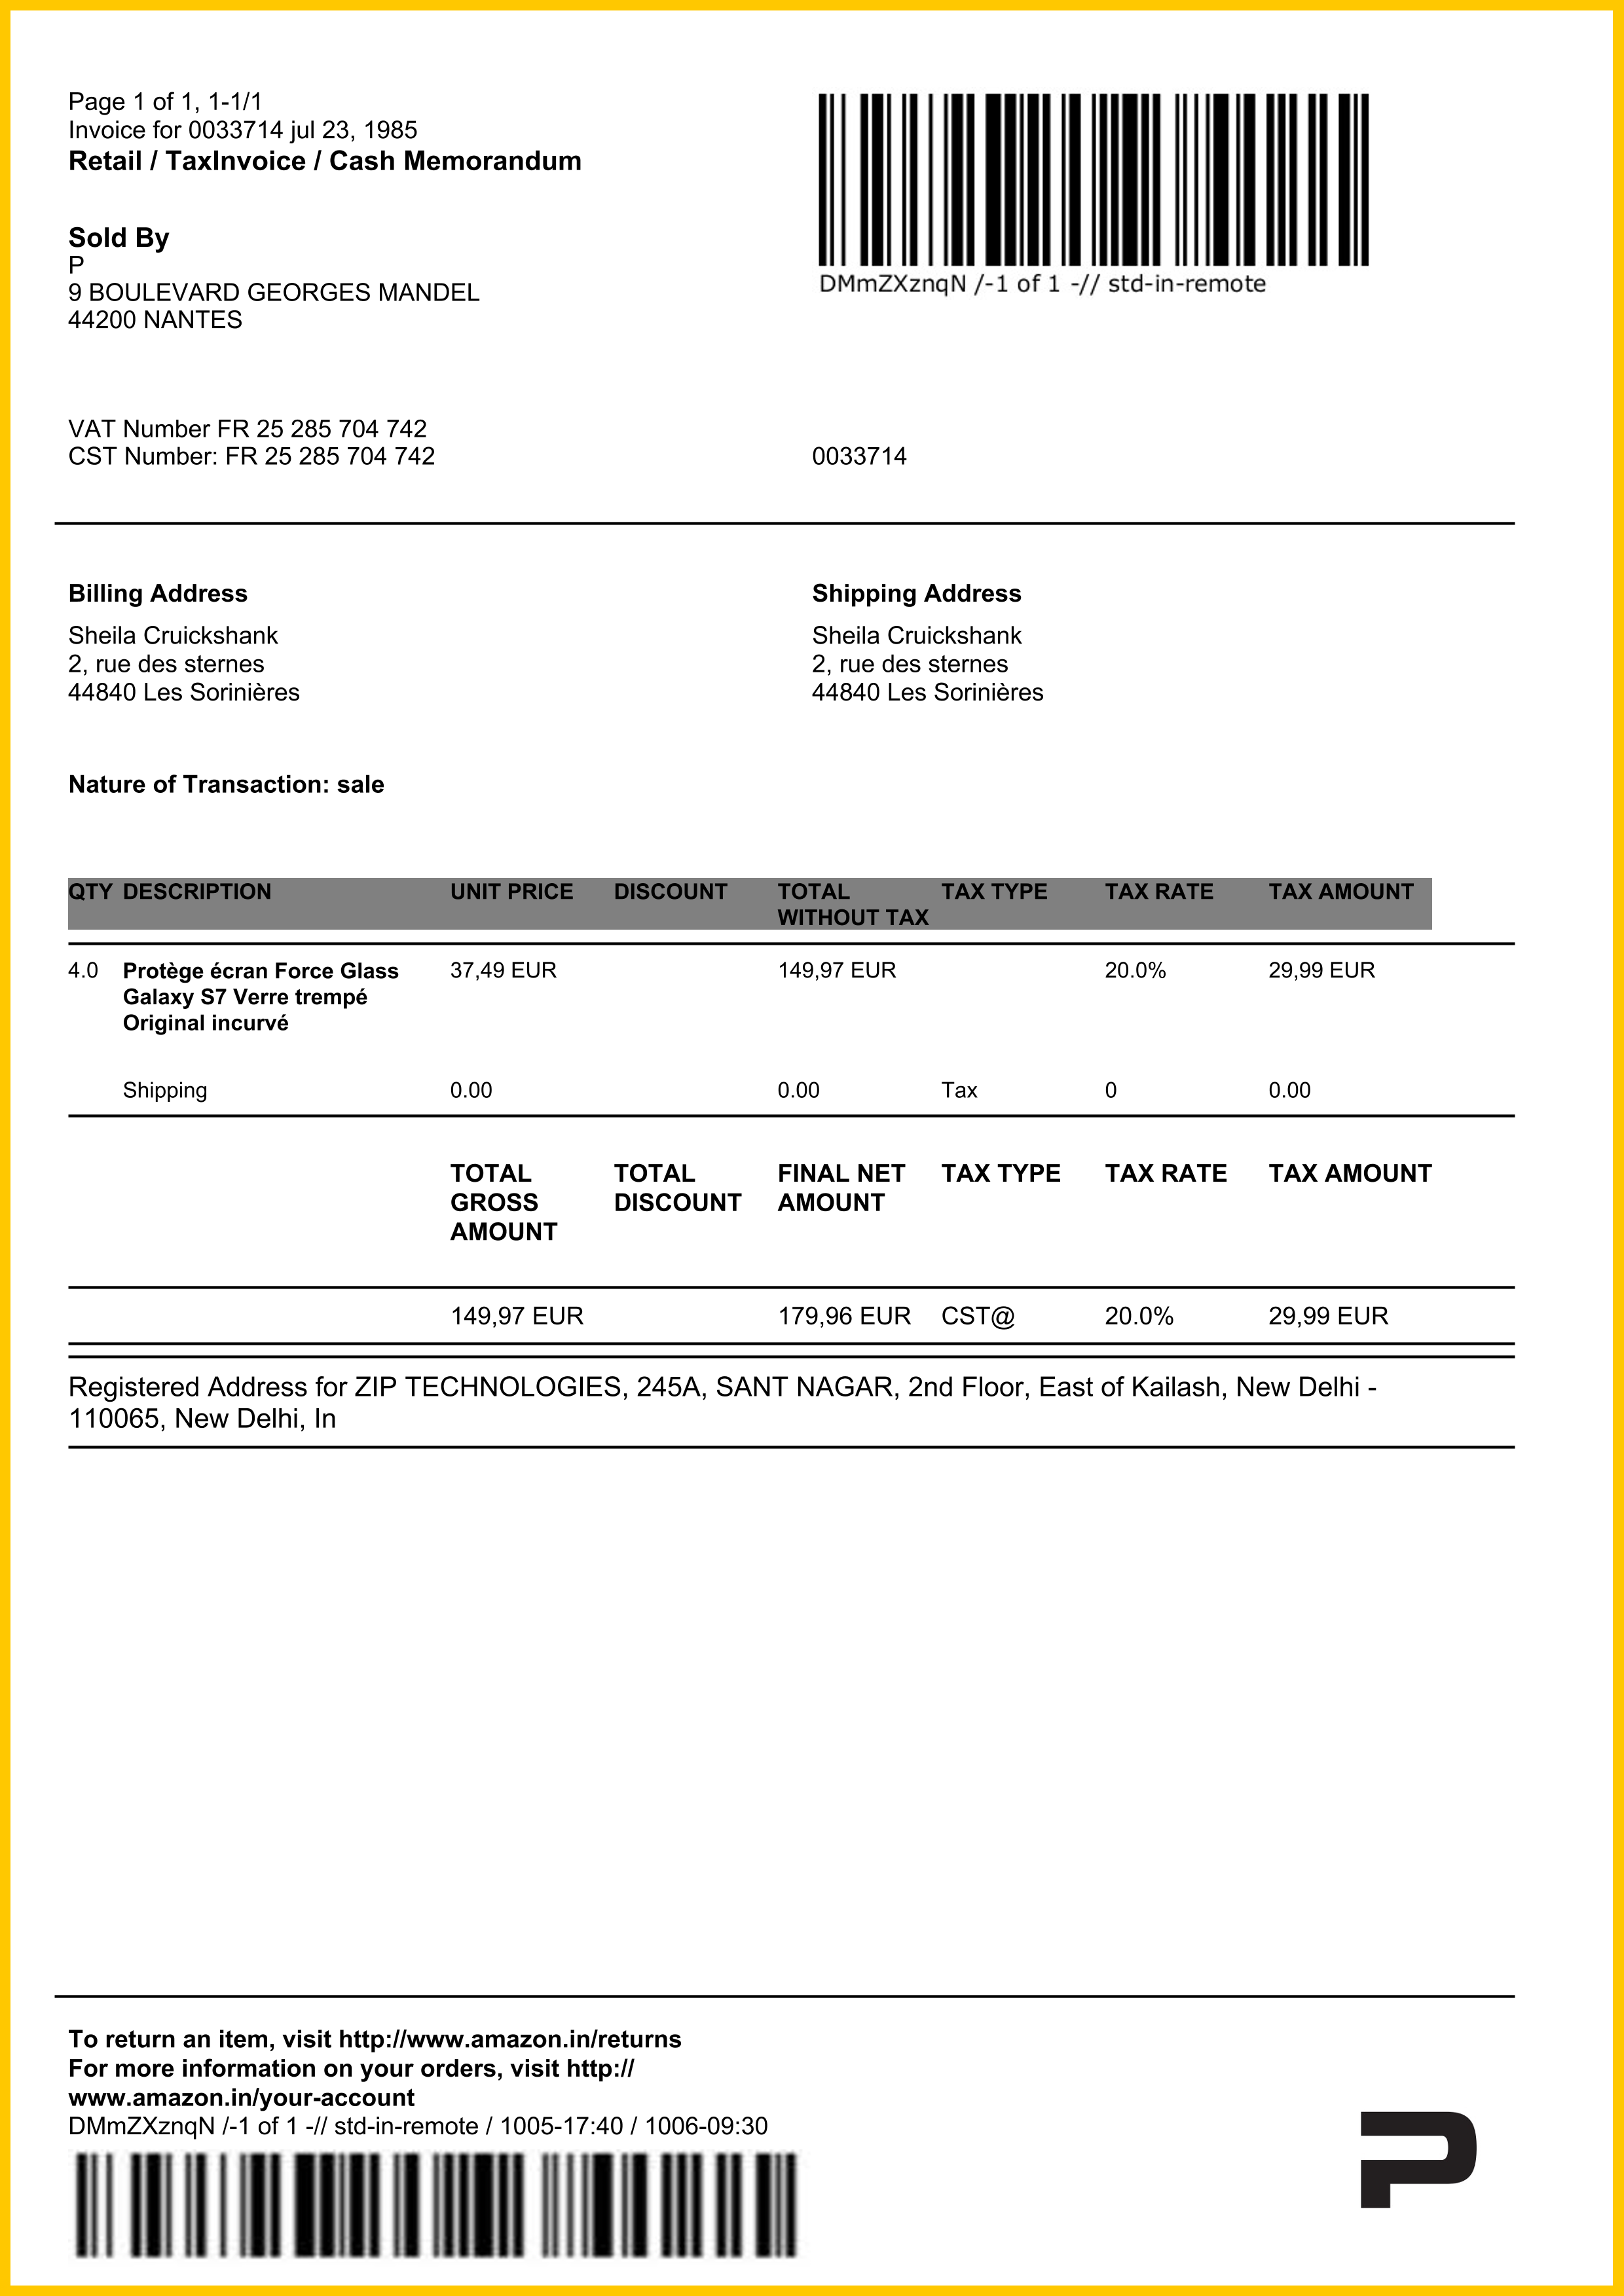 Page 1 of 1, 1-1/1
Invoice for 0033714 jul 23, 1985
Retail / TaxInvoice / Cash Memorandum
DMmZXznqN /-1 of 1 -// std-in-remote
Sold By
P
9 BOULEVARD GEORGES MANDEL
44200 NANTES
VAT Number FR 25 285 704 742
CST Number: FR 25 285 704 742
0033714
Billing Address
Sheila Cruickshank
2, rue des sternes
44840 Les Sorinières
Shipping Address
Sheila Cruickshank
2, rue des sternes
44840 Les Sorinières
Nature of Transaction: sale
QTY DESCRIPTION UNIT PRICE DISCOUNT TOTAL TAX TYPE TAX RATE TAX AMOUNT
WITHOUT TAX
4.0 Protège écran Force Glass 37,49 EUR 149,97 EUR 20.0% 29,99 EUR
Galaxy S7 Verre trempé
Original incurvé
Shipping 0.00 0.00 Tax 0 0.00
TOTAL TOTAL FINAL NET TAX TYPE TAX RATE TAX AMOUNT
GROSS DISCOUNT AMOUNT
AMOUNT
149,97 EUR 179,96 EUR CST@ 20.0% 29,99 EUR
Registered Address for ZIP TECHNOLOGIES, 245A, SANT NAGAR, 2nd Floor, East of Kailash, New Delhi -
110065, New Delhi, In
To return an item, visit http://www.amazon.in/returns
For more information on your orders, visit http://
www.amazon.in/your-account
DMmZXznqN /-1 of 1 -// std-in-remote / 1005-17:40 / 1006-09:30
P